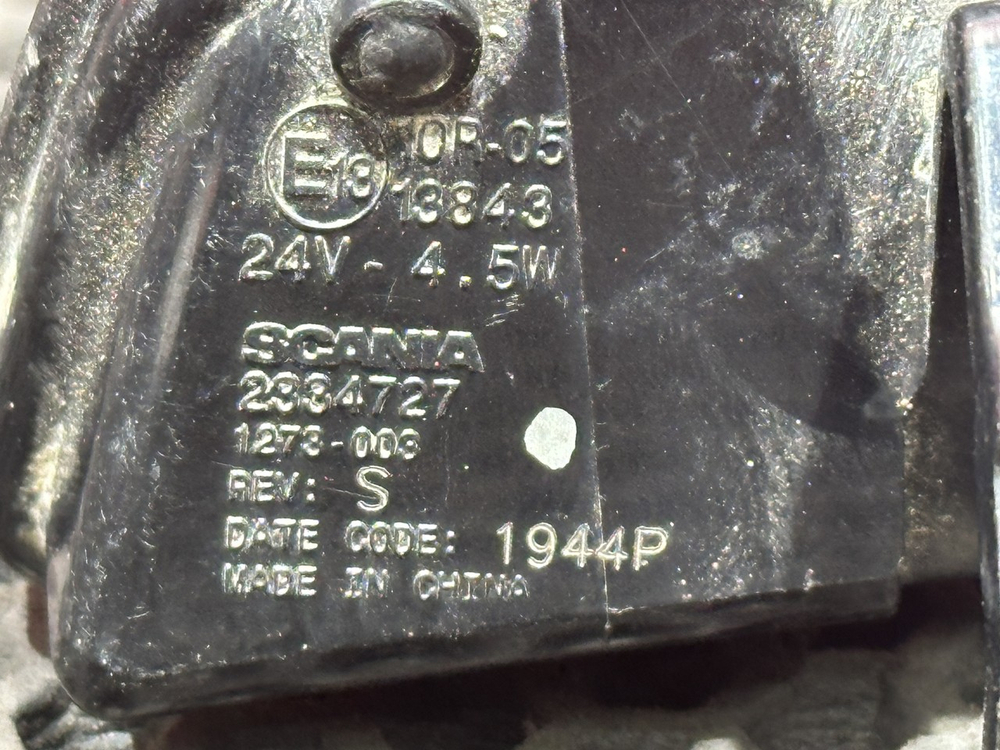 E13 10R-05
13843
24V - 4.5W
SCANIA
2334727
1273-003
REV: S
DATE CODE: 1944P
MADE IN CHINA